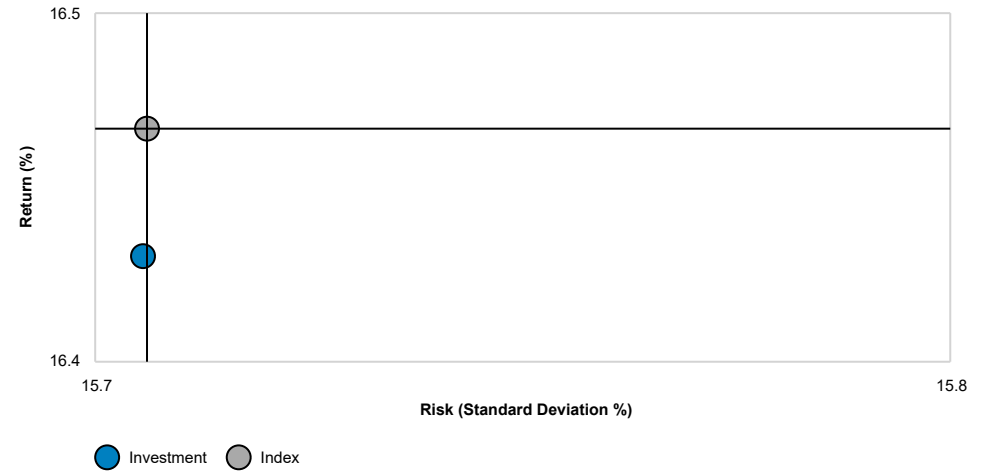 16.5
Return (%)
16.4
15.7
15.8
Risk (Standard Deviation %)
Investment
Index